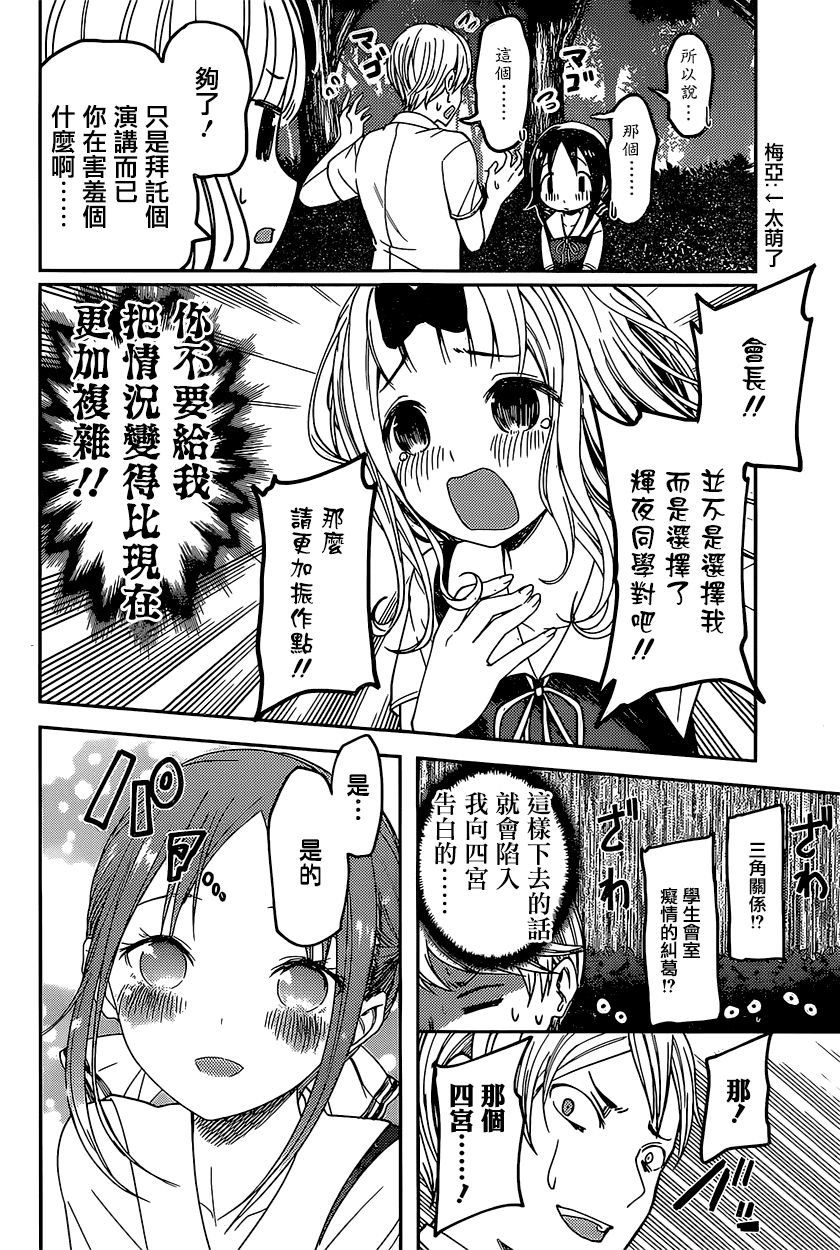 所以說…
那個…
這個……
マゴ
マゴ
夠了！
只是拜託個
演講而已
你在害羞個
什麼啊……
梅亞：←太萌了
會長！！
並不是選擇我
而是選擇了
輝夜同學對吧！！
那麼
請更加振作點！！
你不要給我
把情況變得比現在
更加複雜！！
ざわ
ざわ
三角關係！？
學生會室
癡情的糾葛！？
這樣下去的話
就會陷入
我向四宮
告白的……
那！
那個
四宮……！
是…
是的
パァ